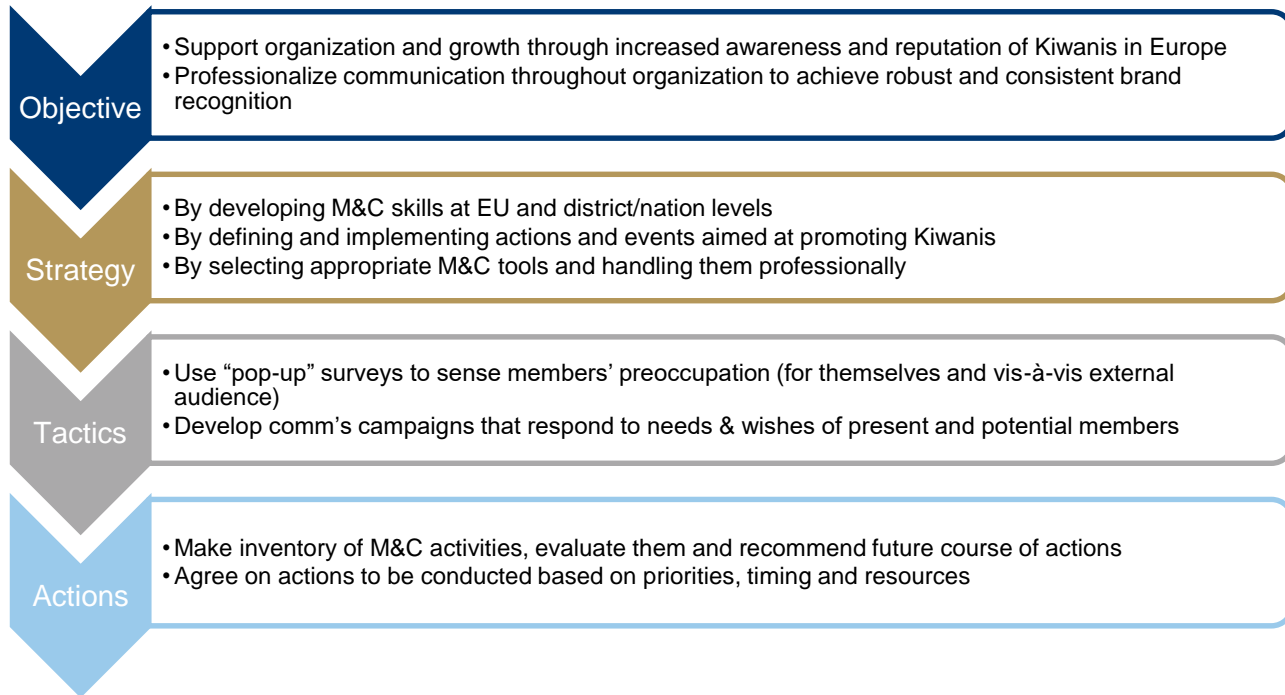 Objective
• Support organization and growth through increased awareness and reputation of Kiwanis in Europe
• Professionalize communication throughout organization to achieve robust and consistent brand
recognition
Strategy
• By developing M&C skills at EU and district/nation levels
• By defining and implementing actions and events aimed at promoting Kiwanis
• By selecting appropriate M&C tools and handling them professionally
Tactics
• Use “pop-up” surveys to sense members’ preoccupation (for themselves and vis-à-vis external
audience)
• Develop comm’s campaigns that respond to needs & wishes of present and potential members
Actions
• Make inventory of M&C activities, evaluate them and recommend future course of actions
• Agree on actions to be conducted based on priorities, timing and resources